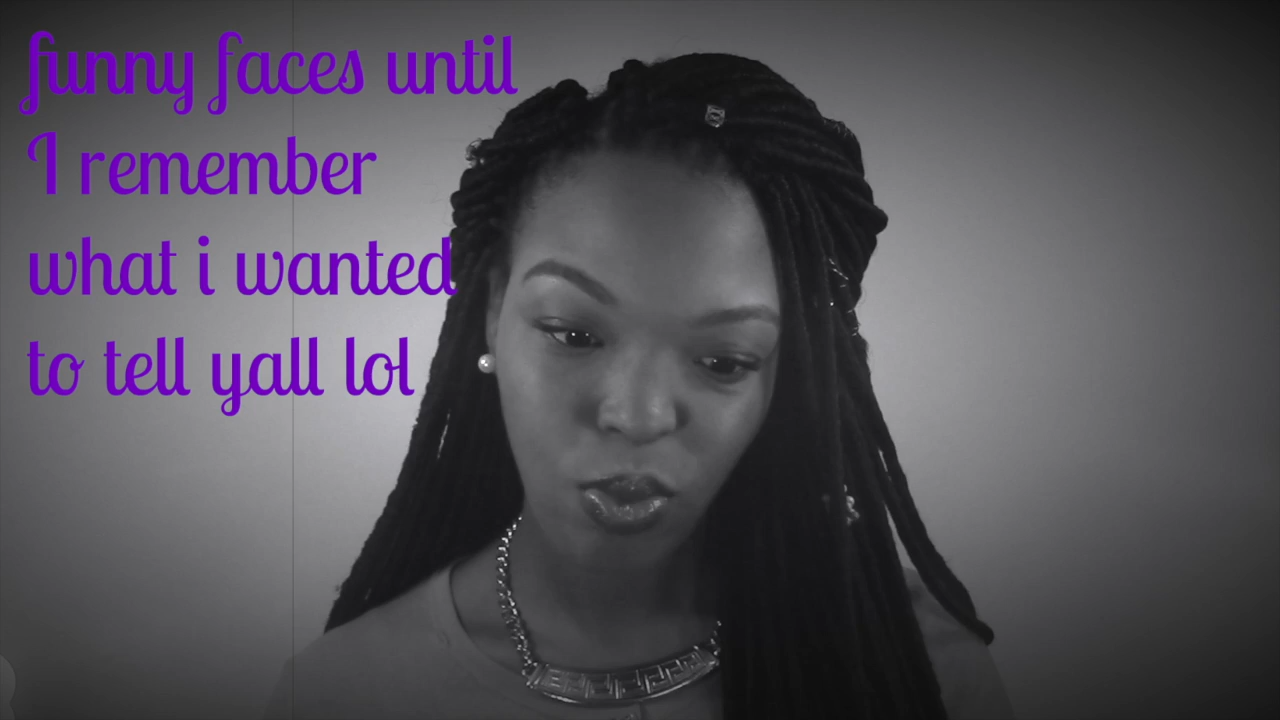 funny faces until
I remember
what i wanted
to tell yall lol